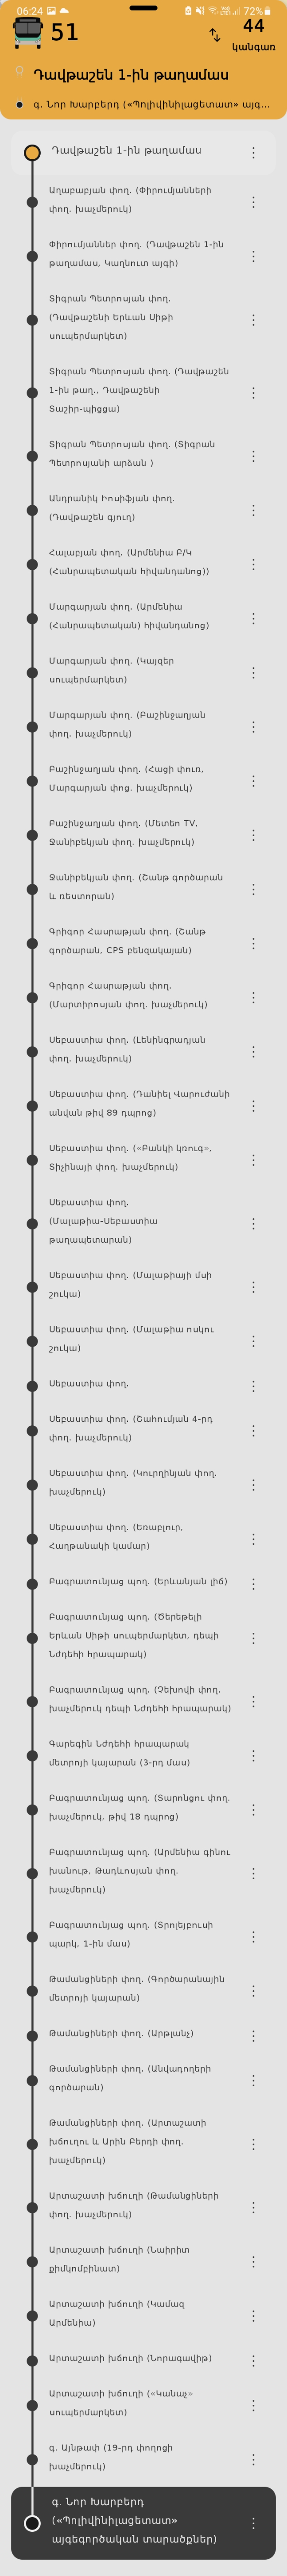 06:24 72%
51
44
կանգառ
Դավթաշեն 1-ին թաղամաս
գ. Նոր Խարբերդ («Պոլիվինիլացետատ» այգ...
Դավթաշեն 1-ին թաղամաս
Աղաբաբյան փող. (Փիրումյանների
փող. խաչմերուկ)
Փիրումյաններ փող. (Դավթաշեն 1-ին
թաղամաս, Կաղնուտ այգի)
Տիգրան Պետրոսյան փող.
(Դավթաշենի Երևան Սիթի
սուպերմարկետ)
Տիգրան Պետրոսյան փող. (Դավթաշեն
1-ին թաղ., Դավթաշենի
Տաշիր-պիցցա)
Տիգրան Պետրոսյան փող. (Տիգրան
Պետրոսյանի արձան )
Անդրանիկ Իոսիֆյան փող.
(Դավթաշեն գյուղ)
Հալաբյան փող. (Արմենիա Բ/Կ
(Հանրապետական հիվանդանոց))
Մարգարյան փող. (Արմենիա
(Հանրապետական) հիվանդանոց)
Մարգարյան փող. (Կայզեր
սուպերմարկետ)
Մարգարյան փող. (Բաշինջաղյան
փող. խաչմերուկ)
Բաշինջաղյան փող. (Հացի փուռ,
Մարգարյան փոց. խաչմերուկ)
Բաշինջաղյան փող. (Մետեո TV,
Ջանիբեկյան փող. խաչմերուկ)
Ջանիբեկյան փող. (Շանթ գործարան
և ռեստորան)
Գրիգոր Հասրաթյան փող. (Շանթ
գործարան, CPS բենզակայան)
Գրիգոր Հասրաթյան փող.
(Մարտիրոսյան փող. խաչմերուկ)
Սեբաստիա փող. (Լենինգրադյան
փող. խաչմերուկ)
Սեբաստիա փող. (Դանիել Վարուժանի
անվան թիվ 89 դպրոց)
Սեբաստիա փող. («Բանկի կռուգ»,
Տիչինայի փող. խաչմերուկ)
Սեբաստիա փող.
(Մալաթիա-Սեբաստիա
թաղապետարան)
Սեբաստիա փող. (Մալաթիայի մսի
շուկա)
Սեբաստիա փող. (Մալաթիա ոսկու
շուկա)
Սեբաստիա փող.
Սեբաստիա փող. (Շահումյան 4-րդ
փող. խաչմերուկ)
Սեբաստիա փող. (Կուրղինյան փող.
խաչմերուկ)
Սեբաստիա փող. (Եռաբլուր,
Հաղթանակի կամար)
Բագրատունյաց պող. (Երևանյան լիճ)
Բագրատունյաց պող. (Ծերեթելի
Երևան Սիթի սուպերմարկետ, դեպի
Նժդեհի հրապարակ)
Բագրատունյաց պող. (Չեխովի փող.
խաչմերուկ դեպի Նժդեհի հրապարակ)
Գարեգին Նժդեհի հրապարակ
մետրոյի կայարան (3-րդ մաս)
Բագրատունյաց պող. (Տարոնցու փող.
խաչմերուկ, թիվ 18 դպրոց)
Բագրատունյաց պող. (Արմենիա գինու
խանութ, Թադևոսյան փող.
խաչմերուկ)
Բագրատունյաց պող. (Տրոլեյբուսի
պարկ, 1-ին մաս)
Թամանցիների փող. (Գործարանային
մետրոյի կայարան)
Թամանցիների փող. (Արթլանչ)
Թամանցիների փող. (Անվադողերի
գործարան)
Թամանցիների փող. (Արտաշատի
խճուղու և Արին Բերդի փող.
խաչմերուկ)
Արտաշատի խճուղի (Թամանցիների
փող. խաչմերուկ)
Արտաշատի խճուղի (Նաիրիտ
քիմկոմբինատ)
Արտաշատի խճուղի (Կամազ
Արմենիա)
Արտաշատի խճուղի (Նորագավիթ)
Արտաշատի խճուղի («Կանաչ»
սուպերմարկետ)
գ. Այնթափ (19-րդ փողոցի
խաչմերուկ)
գ. Նոր Խարբերդ
(«Պոլիվինիլացետատ»
այգեգործական տարածքներ)